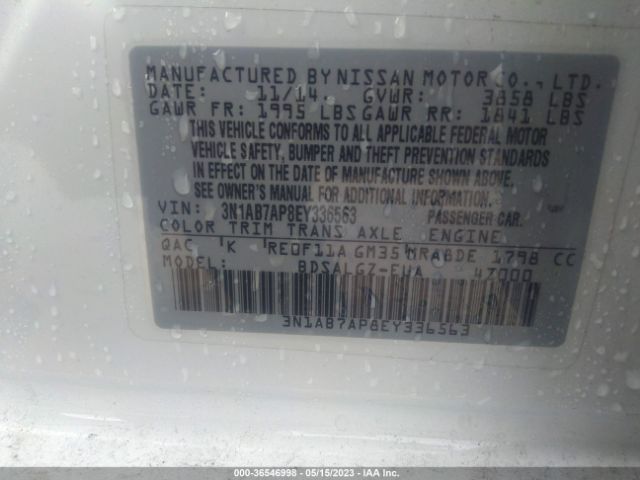 MANUFACTURED BY NISSAN MOTOR CO., LTD.
DATE: 11/14. GVWR: 3858 LBS
GAWR FR: 1995 LBS GAWR RR: 1841 LBS
THIS VEHICLE CONFORMS TO ALL APPLICABLE FEDERAL MOTOR
VEHICLE SAFETY, BUMPER AND THEFT PREVENTION STANDARDS
IN EFFECT ON THE DATE OF MANUFACTURE SHOWN ABOVE.
SEE OWNER'S MANUAL FOR ADDITIONAL INFORMATION.
VIN: 3N1AB7AP8EY336563 PASSENGER CAR.
COLOR TRIM TRANS AXLE ENGINE
QAC K RE0F11A GM35 MRA8DE 1798 CC
BDSALGZ-EUA 47000
3N1AB7AP8EY336563
000-36546998 - 05/15/2023 - IAA Inc.